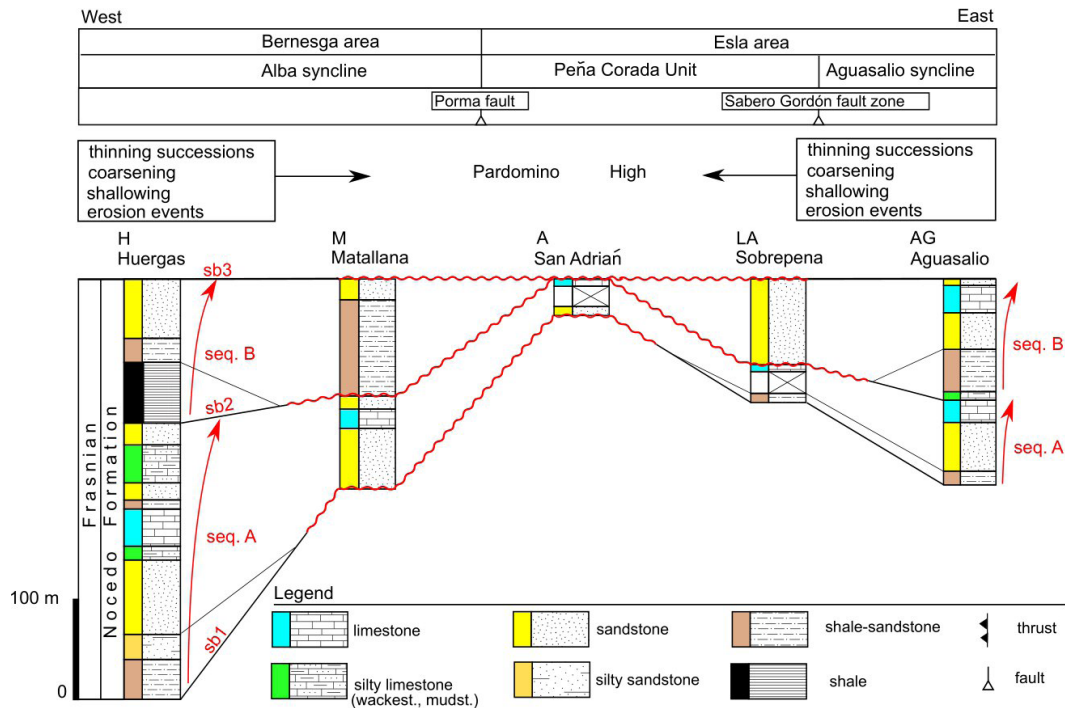 West
East
Bernesga area
Esla area
Alba syncline
Peña Corada Unit
Aguasalio syncline
Porma fault
Sabero Gordón fault zone
thinning successions
coarsening
shallowing
erosion events
Pardomino High
thinning successions
coarsening
shallowing
erosion events
H
Huergas
M
Matallana
A
San Adriań
LA
Sobrepena
AG
Aguasalio
sb3
seq. B
sb2
seq. A
sb1
seq. B
seq. A
Frasnian
Nocedo Formation
100 m
0
Legend
limestone
sandstone
shale-sandstone
thrust
silty limestone
(wackest., mudst.)
silty sandstone
shale
fault